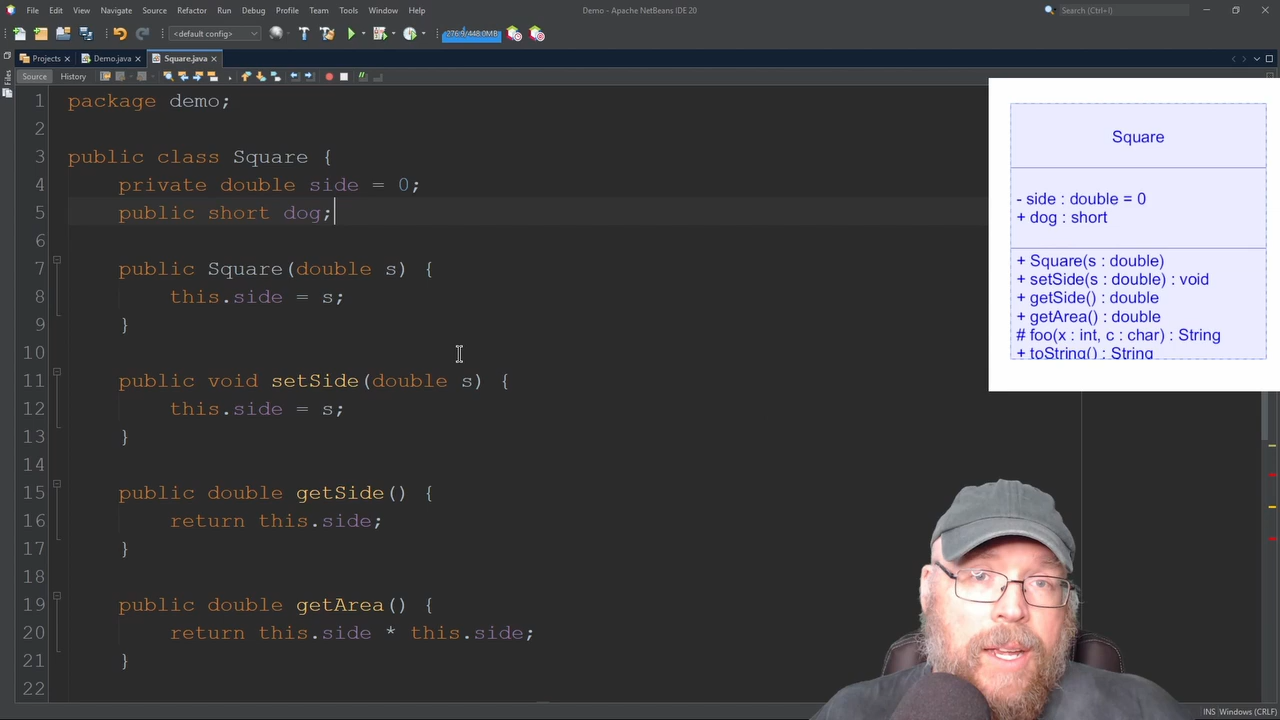 File Edit View Navigate Source Refactor Run Debug Profile Team Tools Window Help
Demo - Apache NetBeans IDE 20
Search (Ctrl+I)
<default config>
276.9/448.0MB
Projects
Demo.java
Square.java
Files
Source
History
1 package demo;
2
3 public class Square {
4 private double side = 0;
5 public short dog;
6
7 public Square(double s) {
8 this.side = s;
9 }
10
11 public void setSide(double s) {
12 this.side = s;
13 }
14
15 public double getSide() {
16 return this.side;
17 }
18
19 public double getArea() {
20 return this.side * this.side;
21 }
22
Square
- side : double = 0
+ dog : short
+ Square(s : double)
+ setSide(s : double) : void
+ getSide() : double
+ getArea() : double
# foo(x : int, c : char) : String
+ toString() : String
INS Windows (CRLF)